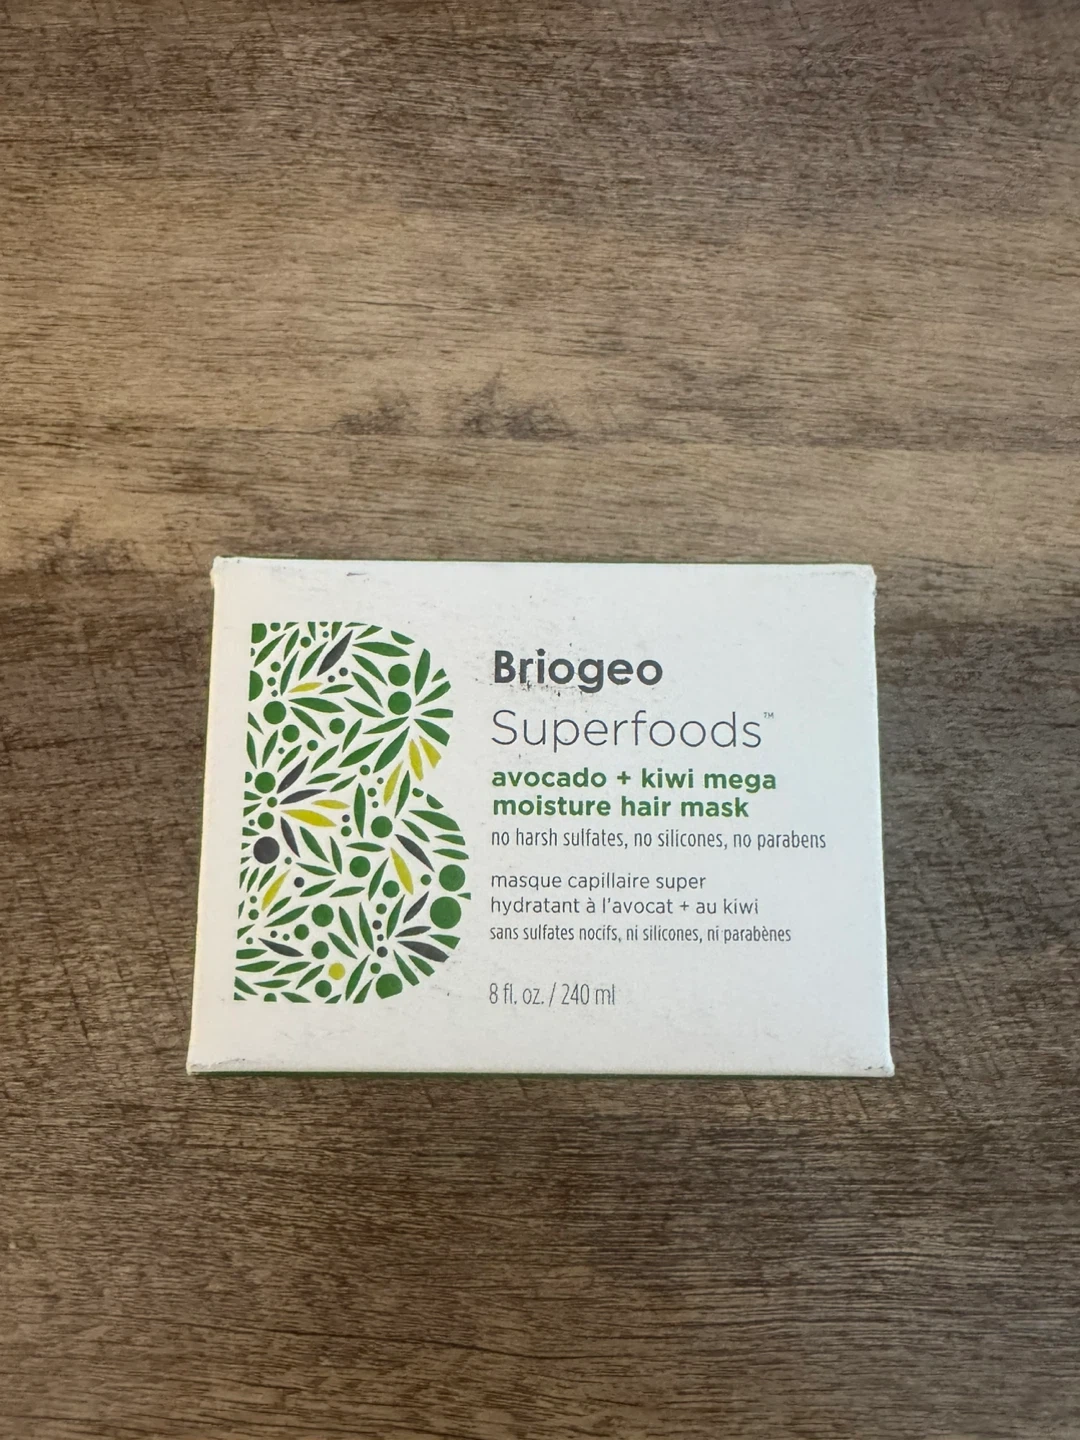 Briogeo
Superfoods™
avocado + kiwi mega
moisture hair mask
no harsh sulfates, no silicones, no parabens
masque capillaire super
hydratant à l'avocat + au kiwi
sans sulfates nocifs, ni silicones, ni parabènes
8 fl. oz. / 240 ml